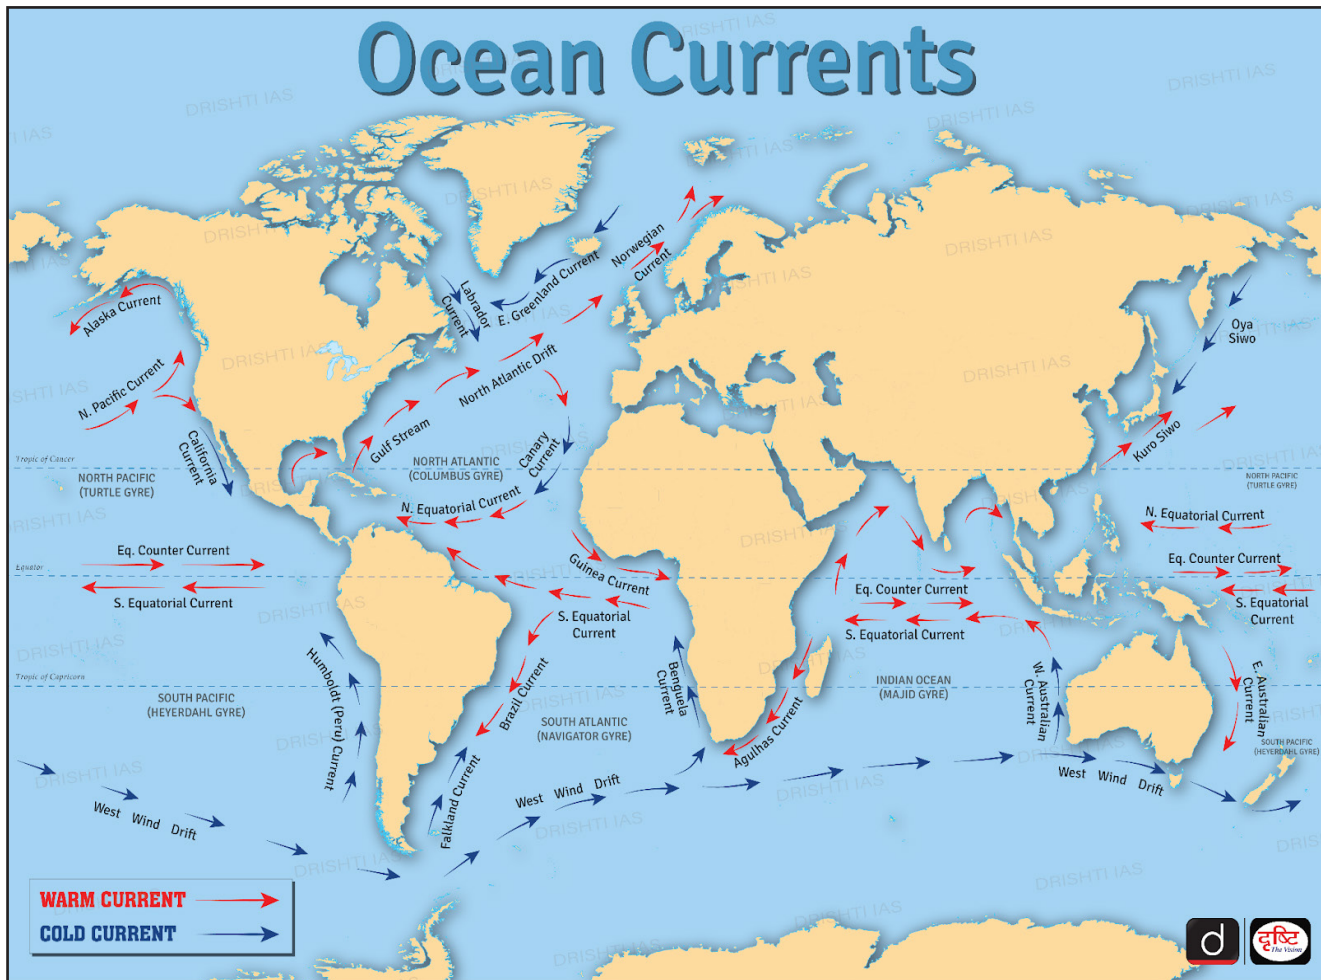 Ocean Currents
DRISHTI IAS
Norwegian
Current
E. Greenland Current
Labrador
Current
Alaska Current
Oya
Siwo
North Atlantic Drift
N. Pacific Current
Gulf Stream
Kuro Siwo
California
Current
Canary
Current
Tropic of Cancer
NORTH PACIFIC
(TURTLE GYRE)
NORTH ATLANTIC
(COLUMBUS GYRE)
NORTH PACIFIC
(TURTLE GYRE)
N. Equatorial Current
N. Equatorial Current
Eq. Counter Current
Guinea Current
Eq. Counter Current
Equator
Eq. Counter Current
S. Equatorial Current
S. Equatorial
Current
S. Equatorial Current
S. Equatorial
Current
Humboldt (Peru) Current
Brazil Current
Benguela
Current
Agulhas Current
W. Australian
Current
E. Australian
Current
Tropic of Capricorn
SOUTH PACIFIC
(HEYERDAHL GYRE)
SOUTH ATLANTIC
(NAVIGATOR GYRE)
INDIAN OCEAN
(MAJID GYRE)
SOUTH PACIFIC
(HEYERDAHL GYRE)
Falkland Current
West Wind Drift
West Wind Drift
West Wind Drift
WARM CURRENT
COLD CURRENT
d
दृष्टि
The Vision